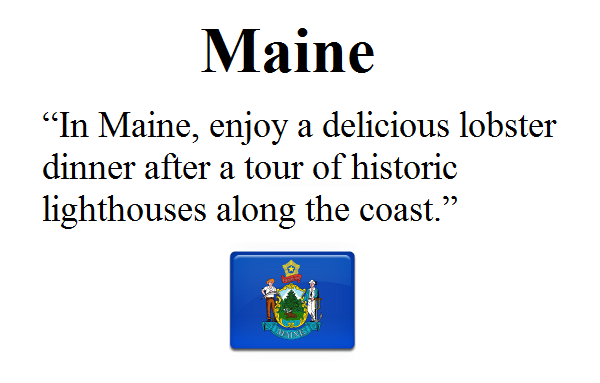 Maine
“In Maine, enjoy a delicious lobster
dinner after a tour of historic
lighthouses along the coast.”